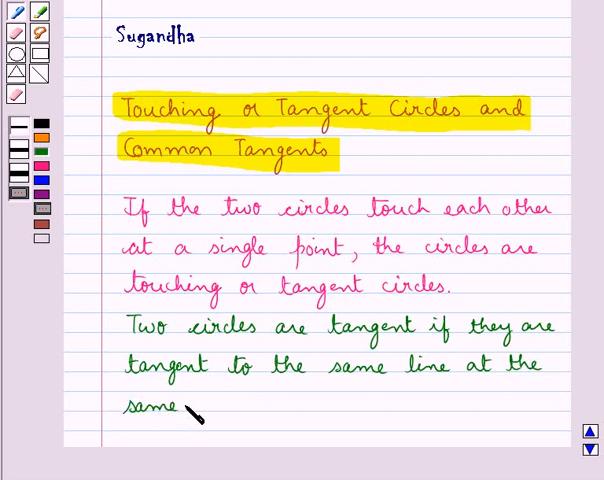 Sugandha
Touching or Tangent Circles and
Common Tangents
If the two circles touch each other
at a single point, the circles are
touching or tangent circles.
Two circles are tangent if they are
tangent to the same line at the
same